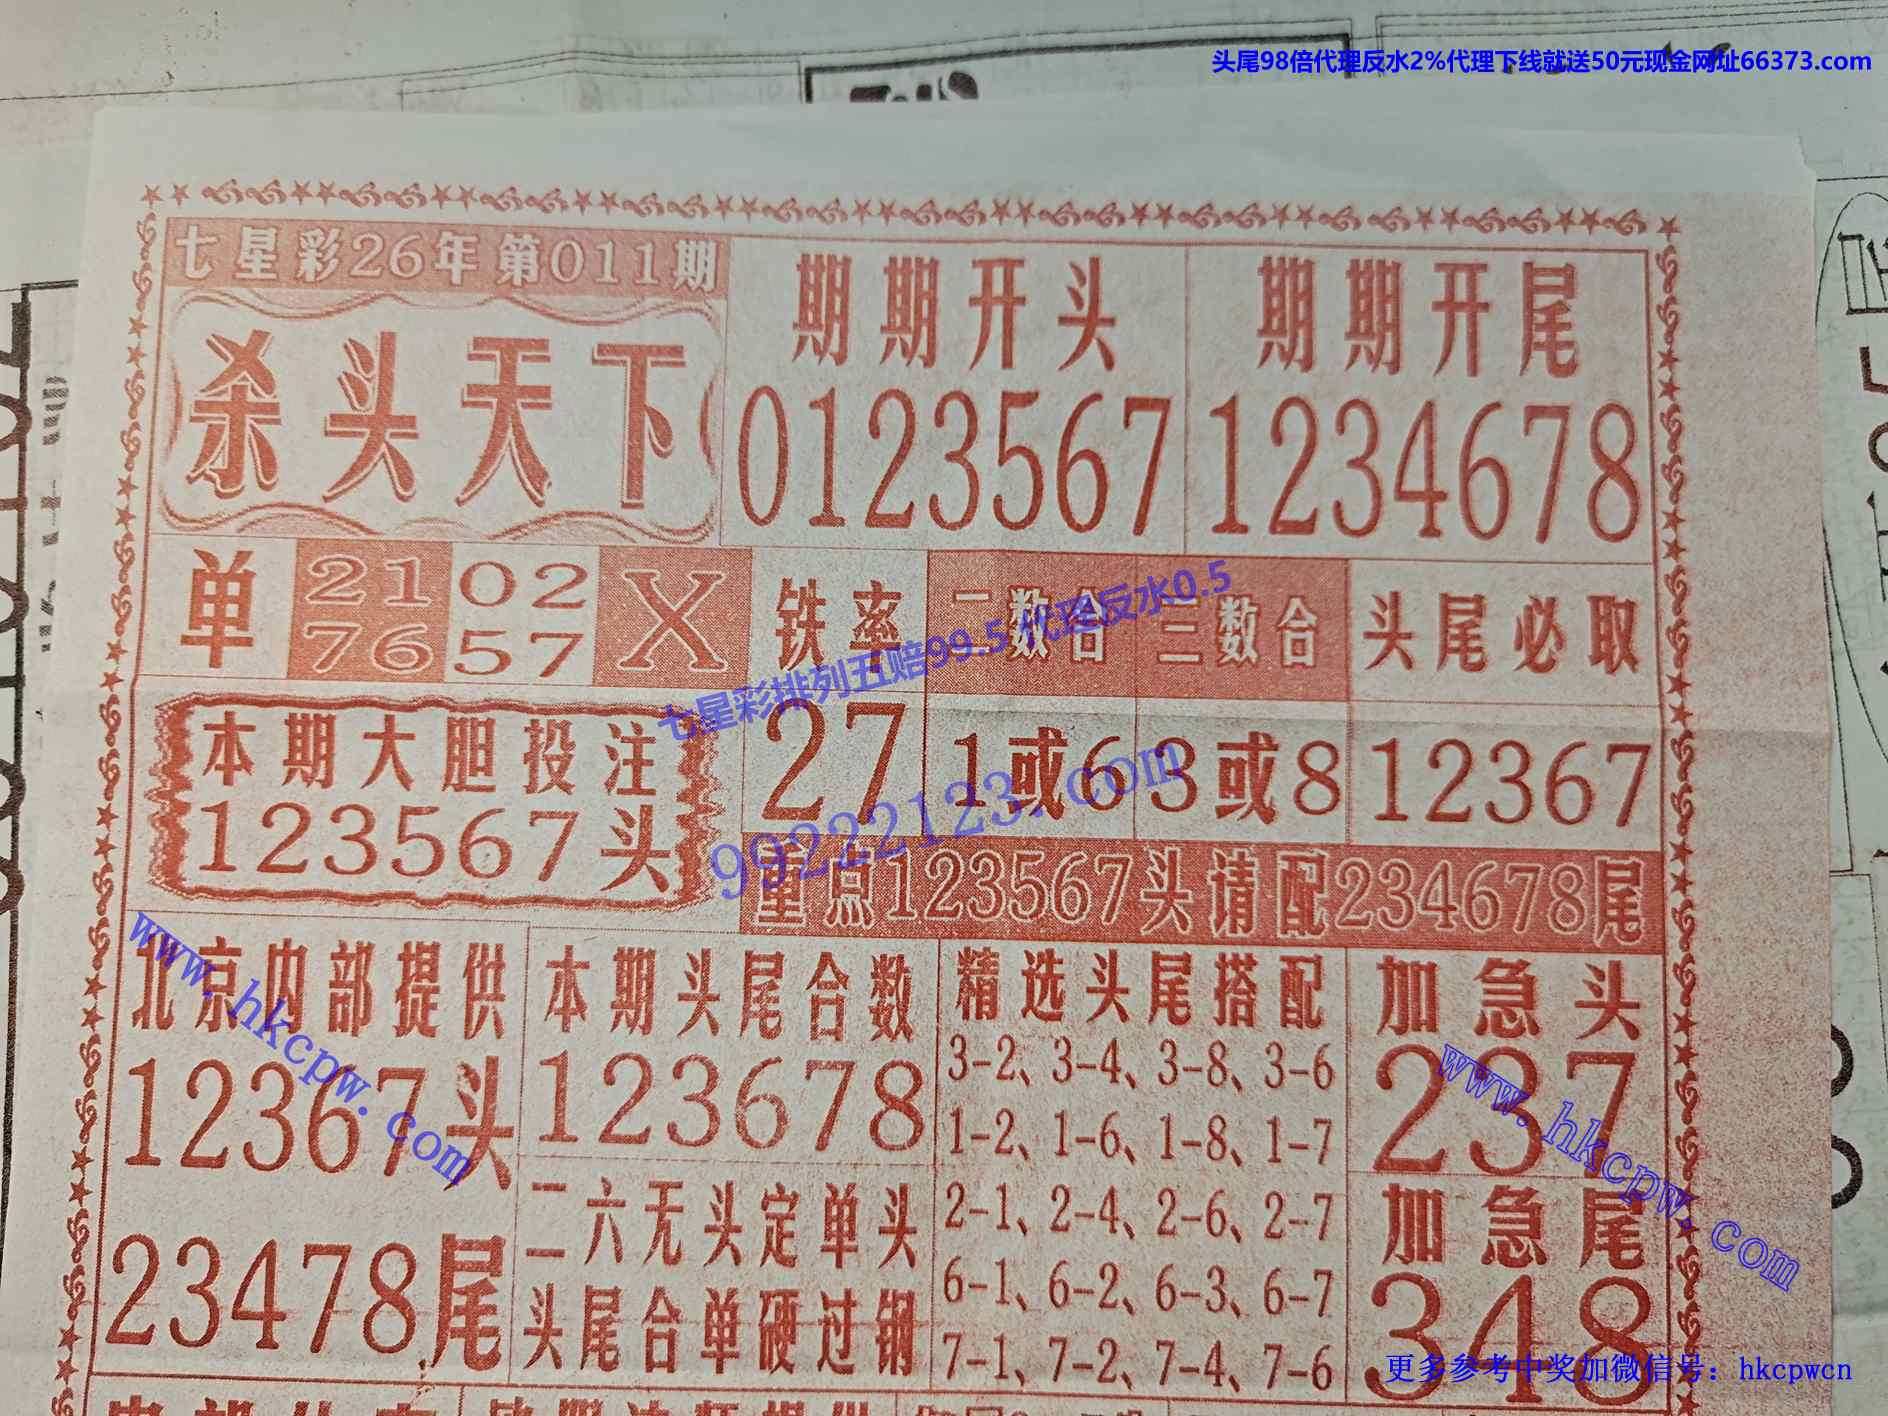 头尾98倍代理反水2%代理下线就送50元现金网址66373.com
七星彩26年第011期
杀头天下
期期开头
0123567
期期开尾
1234678
单
21 02
76 57
X
铁率
27
二数合
1或6
三数合
3或8
头尾必取
12367
七星彩排列五赔99.5 代理反水0.5
99222123.com
本期大胆投注
123567头
重点123567头请配234678尾
www.hkcpw.com
北京内部提供
12367头
23478尾
本期头尾合数
123678
二六无头定单头
头尾合单硬过钢
精选头尾搭配
3-2、3-4、3-8、3-6
1-2、1-6、1-8、1-7
2-1、2-4、2-6、2-7
6-1、6-2、6-3、6-7
7-1、7-2、7-4、7-6
加急头
237
www.hkcpw.com
加急尾
348
更多参考中奖加微信号：hkcpwcn